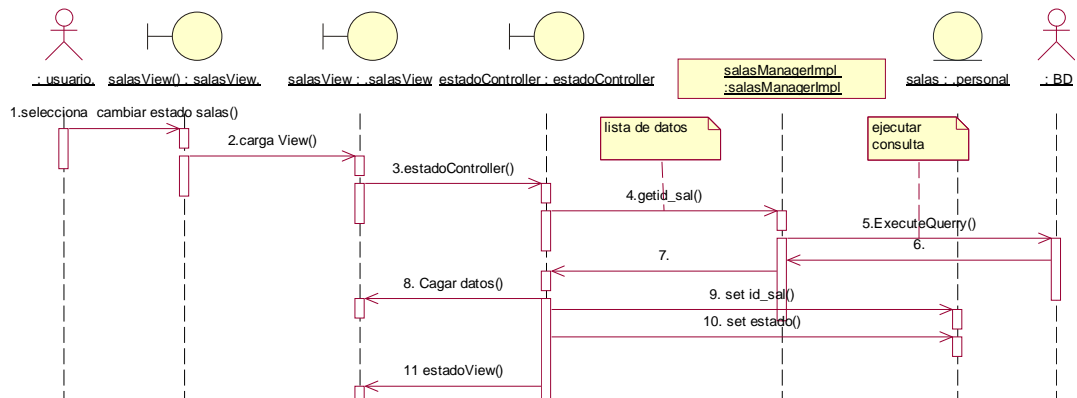 : usuario.
salasView() : salasView.
salasView : .salasView
estadoController : estadoController
salasManagerImpl
:salasManagerImpl
salas : .personal
: BD
1.selecciona cambiar estado salas()
lista de datos
ejecutar
consulta
2.carga View()
3.estadoController()
4.getid_sal()
5.ExecuteQuerry()
6.
7.
8. Cagar datos()
9. set id_sal()
10. set estado()
11 estadoView()